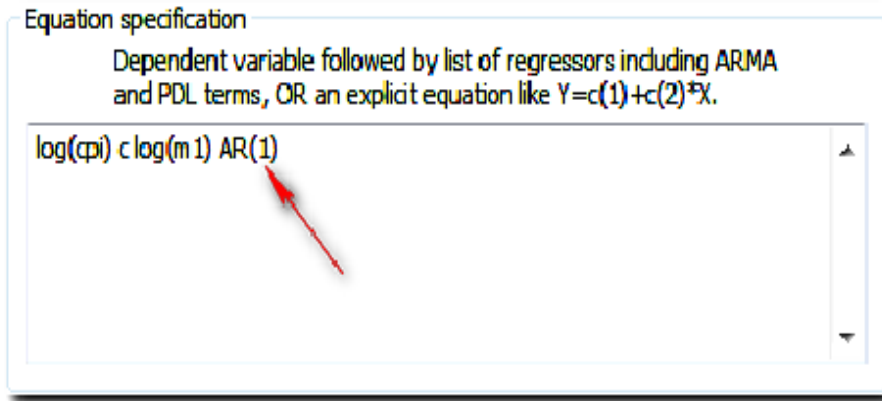 Equation specification
Dependent variable followed by list of regressors including ARMA
and PDL terms, OR an explicit equation like Y=c(1)+c(2)*X.
log(cpi) c log(m1) AR(1)